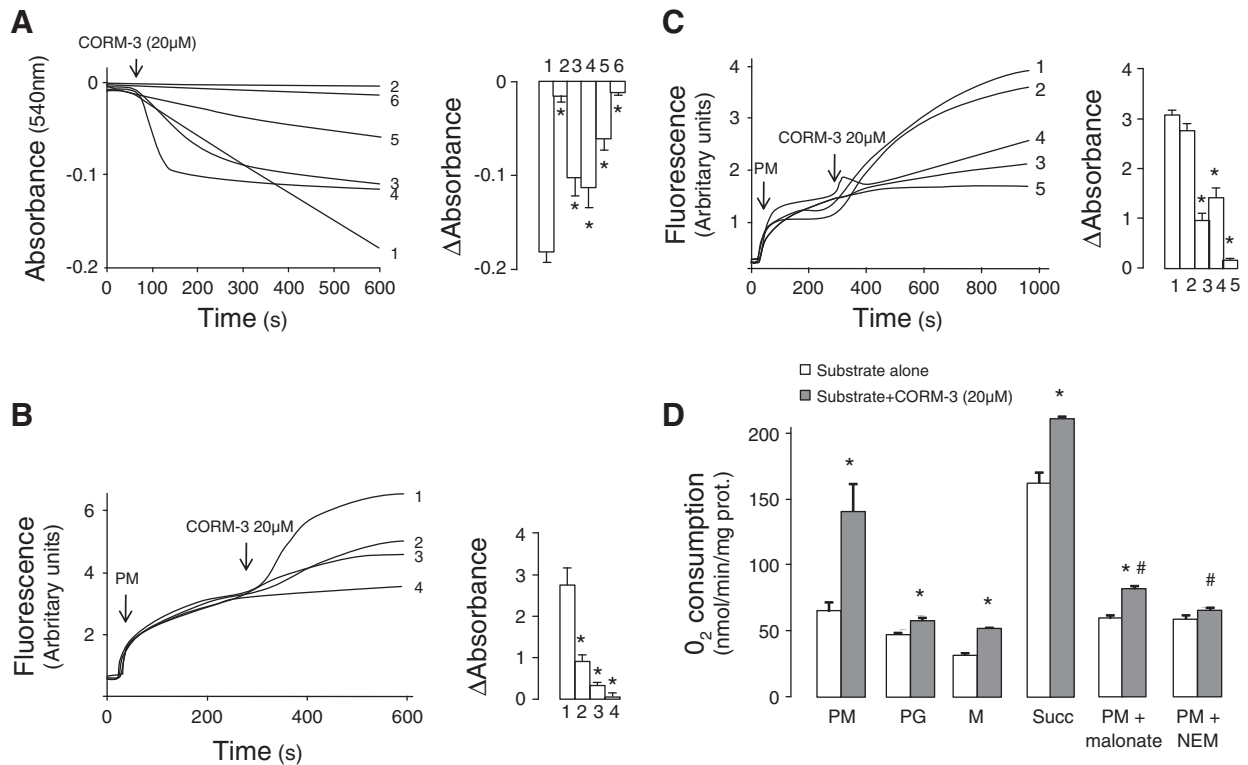 A
CORM-3 (20µM)
Absorbance (540nm)
0
-0.1
-0.2
2
6
5
3
4
1
0 100 200 300 400 500 600
Time (s)
ΔAbsorbance
1 2 3 4 5 6
0
-0.1
-0.2
* * * * *
B
Fluorescence
(Arbritary units)
6
4
2
PM
CORM-3 20µM
1
2
3
4
0 200 400 600
Time (s)
ΔAbsorbance
4
3
2
1
0
* * *
1 2 3 4
C
Fluorescence
(Arbritary units)
4
3
2
1
PM
CORM-3 20µM
1
2
4
3
5
0 200 400 600 800 1000
Time (s)
ΔAbsorbance
4
3
2
1
0
* * *
1 2 3 4 5
D
Substrate alone
Substrate+CORM-3 (20µM)
0₂ consumption
(nmol/min/mg prot.)
200
150
100
50
0
*
*
*
*
* #
#
PM PG M Succ PM + PM +
malonate NEM